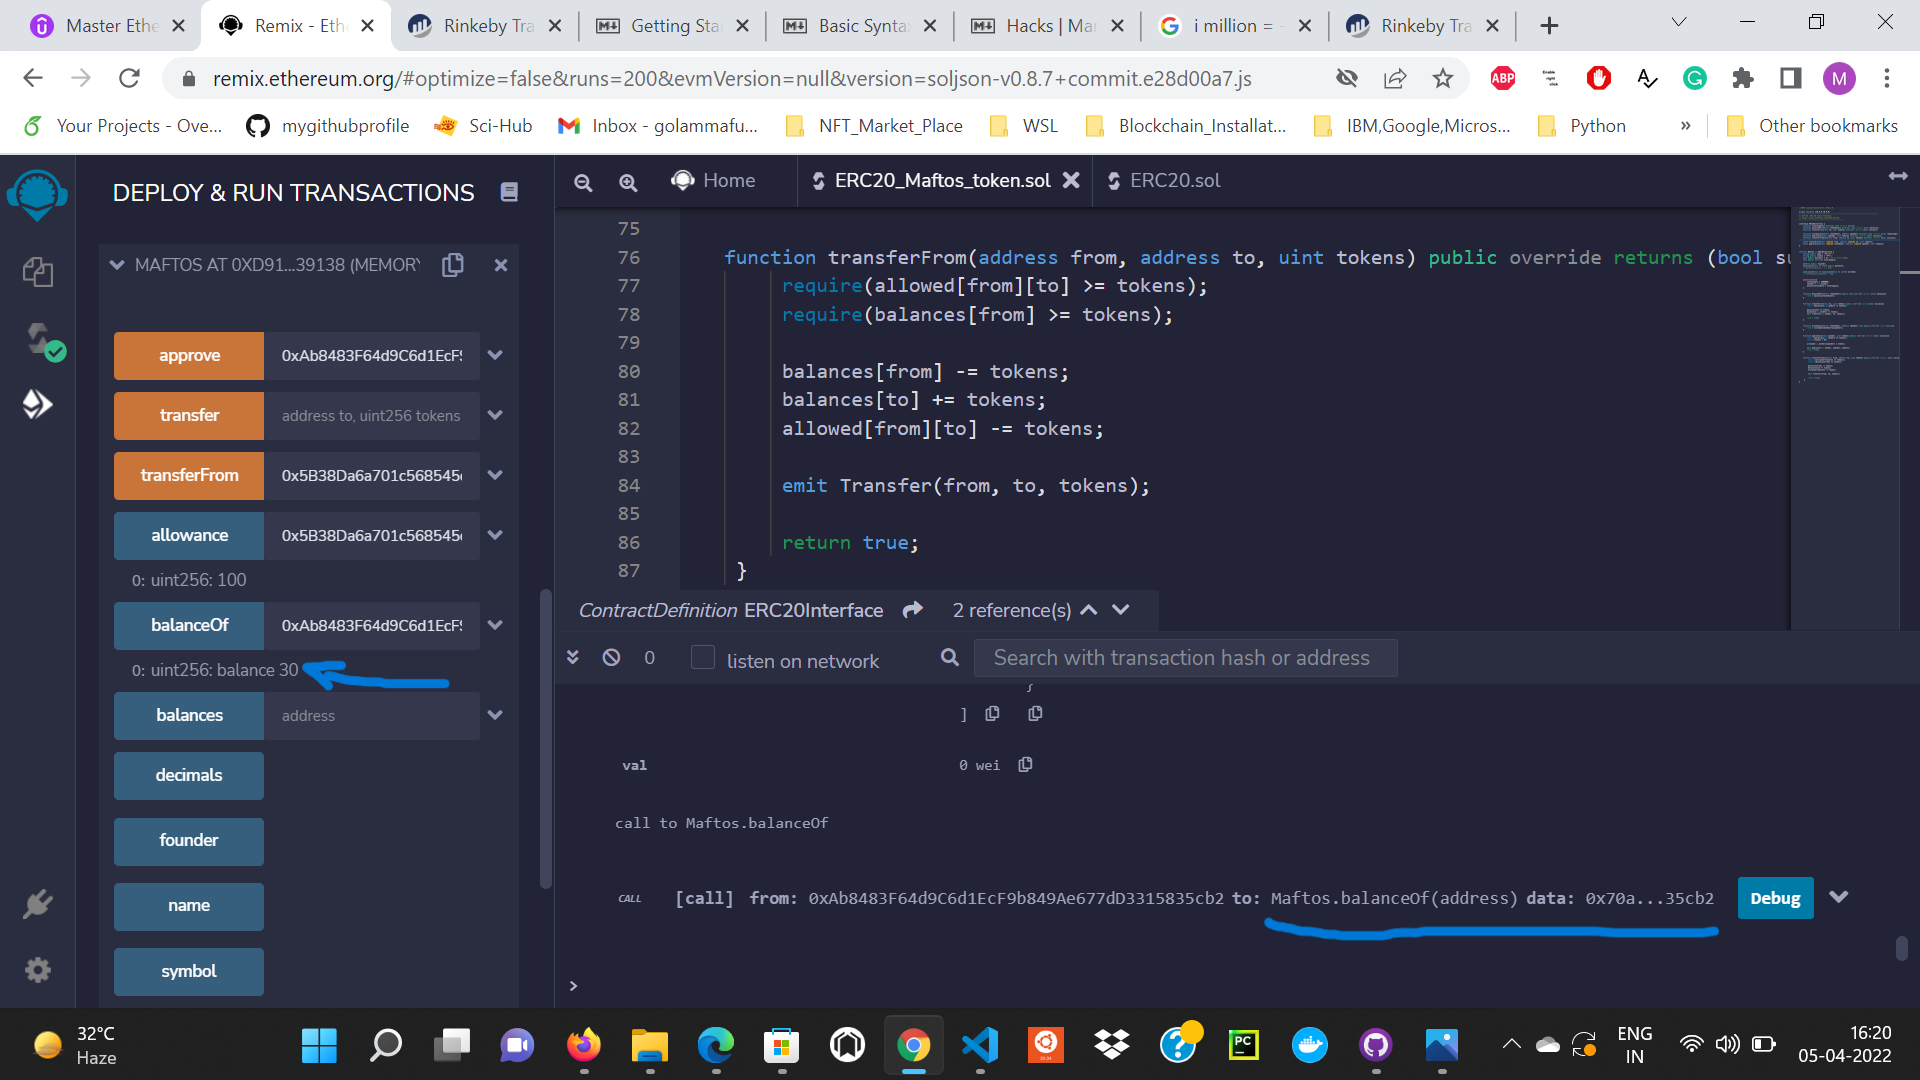 Master Ethe
Remix - Eth
Rinkeby Tra
Getting Sta
Basic Synta
Hacks | Mar
i million = -
Rinkeby Tra
remix.ethereum.org/#optimize=false&runs=200&evmVersion=null&version=soljson-v0.8.7+commit.e28d00a7.js
ABP
M
Your Projects - Ove...
mygithubprofile
Sci-Hub
Inbox - golammafu...
NFT_Market_Place
WSL
Blockchain_Installat...
IBM,Google,Micros...
Python
»
Other bookmarks
DEPLOY & RUN TRANSACTIONS
Home
ERC20_Maftos_token.sol
ERC20.sol
MAFTOS AT 0XD91...39138 (MEMORY
approve 0xAb8483F64d9C6d1EcF9
transfer address to, uint256 tokens
transferFrom 0x5B38Da6a701c568545
allowance 0x5B38Da6a701c568545
0: uint256: 100
balanceOf 0xAb8483F64d9C6d1EcF9
0: uint256: balance 30
balances address
decimals
founder
name
symbol
75
76 function transferFrom(address from, address to, uint tokens) public override returns (bool su
77 require(allowed[from][to] >= tokens);
78 require(balances[from] >= tokens);
79
80 balances[from] -= tokens;
81 balances[to] += tokens;
82 allowed[from][to] -= tokens;
83
84 emit Transfer(from, to, tokens);
85
86 return true;
87 }
ContractDefinition ERC20Interface 2 reference(s)
0 listen on network Search with transaction hash or address
}
]
val 0 wei
call to Maftos.balanceOf
CALL [call] from: 0xAb8483F64d9C6d1EcF9b849Ae677dD3315835cb2 to: Maftos.balanceOf(address) data: 0x70a...35cb2 Debug
>
32°C
Haze
PC
ENG
IN
16:20
05-04-2022